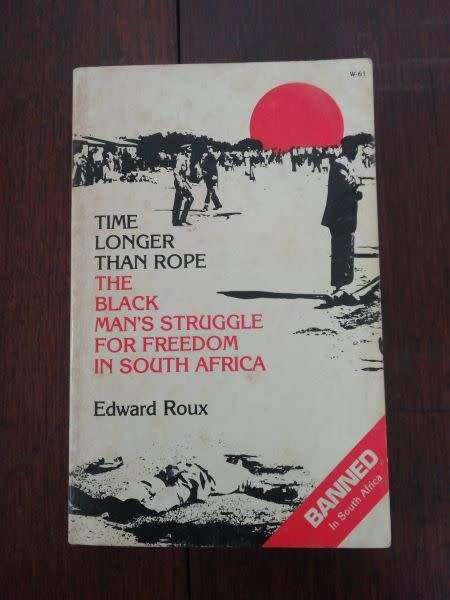 W-61
TIME
LONGER
THAN ROPE
THE
BLACK
MAN'S STRUGGLE
FOR FREEDOM
IN SOUTH AFRICA
Edward Roux
BANNED
In South Africa